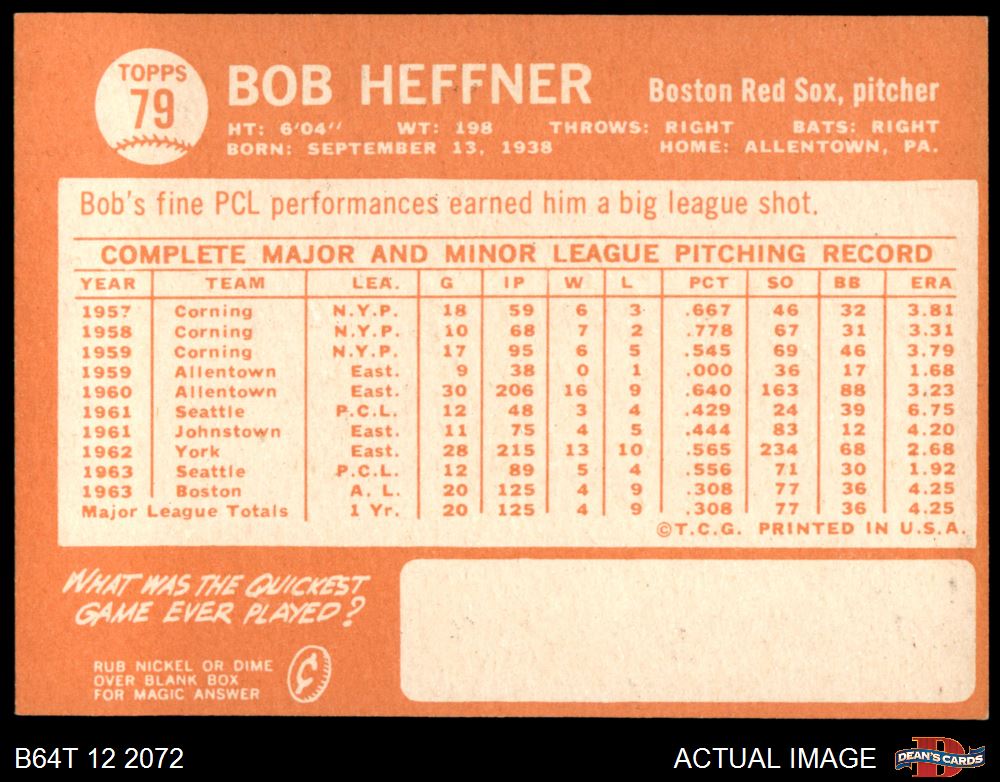 TOPPS
79
BOB HEFFNER
Boston Red Sox, pitcher
HT: 6'04" WT: 198 THROWS: RIGHT BATS: RIGHT
BORN: SEPTEMBER 13, 1938 HOME: ALLENTOWN, PA.
Bob's fine PCL performances earned him a big league shot.
COMPLETE MAJOR AND MINOR LEAGUE PITCHING RECORD
YEAR TEAM LEA. G IP W L PCT SO BB ERA
1957 Corning N.Y.P. 18 59 6 3 .667 46 32 3.81
1958 Corning N.Y.P. 10 68 7 2 .778 67 31 3.31
1959 Corning N.Y.P. 17 95 6 5 .545 69 46 3.79
1959 Allentown East. 9 38 0 1 .000 36 17 1.68
1960 Allentown East. 30 206 16 9 .640 163 88 3.23
1961 Seattle P.C.L. 12 48 3 4 .429 24 39 6.75
1961 Johnstown East. 11 75 4 5 .444 83 12 4.20
1962 York East. 28 215 13 10 .565 234 68 2.68
1963 Seattle P.C.L. 12 89 5 4 .556 71 30 1.92
1963 Boston A. L. 20 125 4 9 .308 77 36 4.25
Major League Totals 1 Yr. 20 125 4 9 .308 77 36 4.25
©T.C.G. PRINTED IN U.S.A.
WHAT WAS THE QUICKEST
GAME EVER PLAYED?
RUB NICKEL OR DIME
OVER BLANK BOX
FOR MAGIC ANSWER
¢
B64T 12 2072
ACTUAL IMAGE
D
DEAN'S CARDS